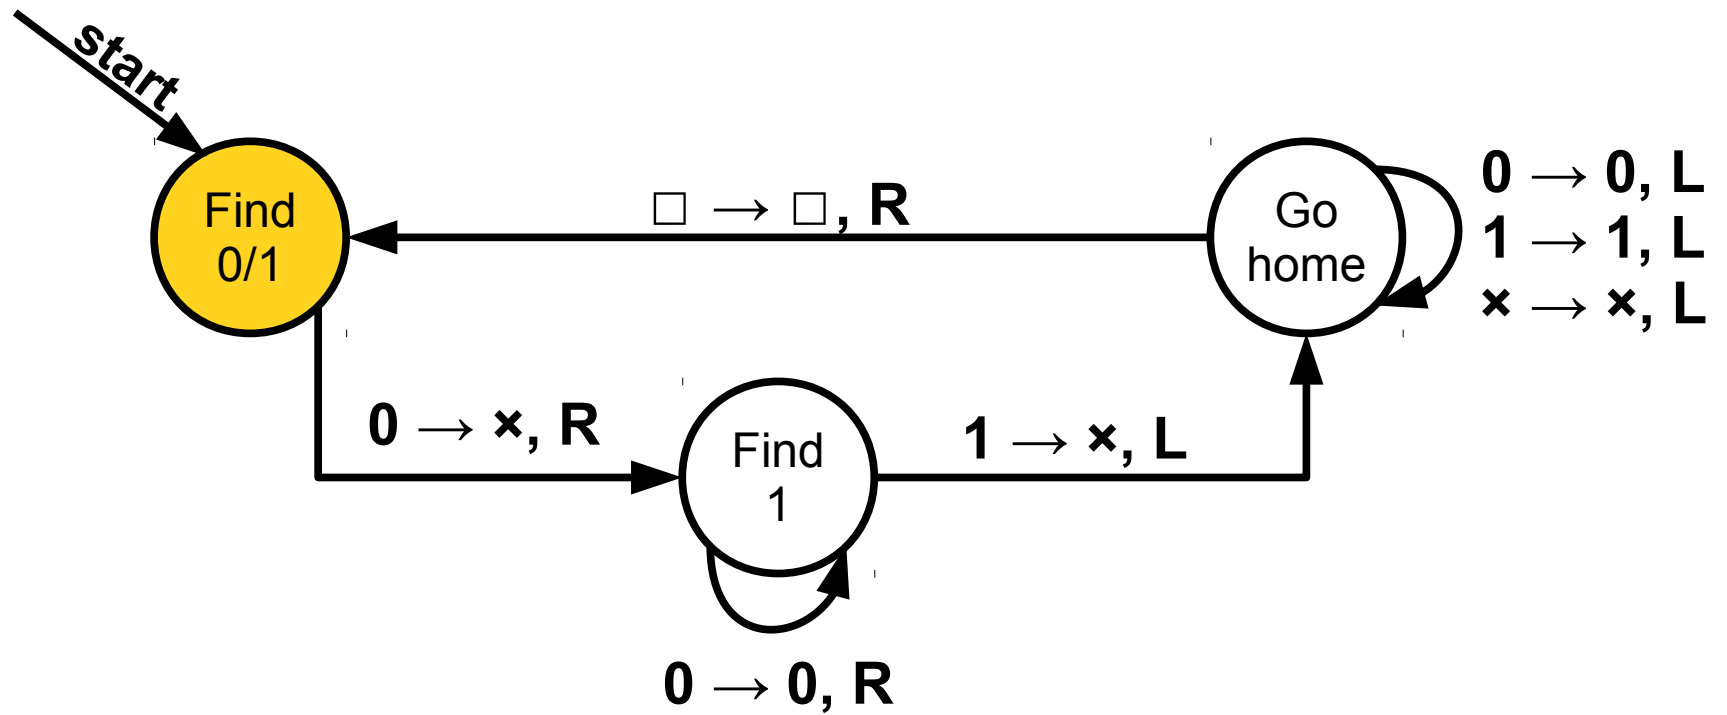 start
Find
0/1
□ → □, R
Go
home
0 → 0, L
1 → 1, L
× → ×, L
0 → ×, R
Find
1
1 → ×, L
0 → 0, R